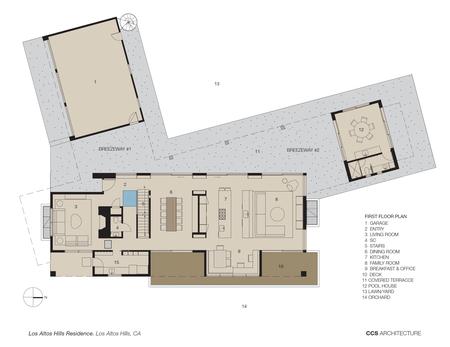 1
13
BREEZEWAY #1
BREEZEWAY #2
11
12
2
3
4
5
6
7
8
9
10
10
15
14
N
FIRST FLOOR PLAN
1 GARAGE
2 ENTRY
3 LIVING ROOM
4 SC
5 STAIRS
6 DINING ROOM
7 KITCHEN
8 FAMILY ROOM
9 BREAKFAST & OFFICE
10 DECK
11 COVERED TERRACCE
12 POOL HOUSE
13 LAWN/YARD
14 ORCHARD
Los Altos Hills Residence. Los Altos Hills, CA
CCS ARCHITECTURE